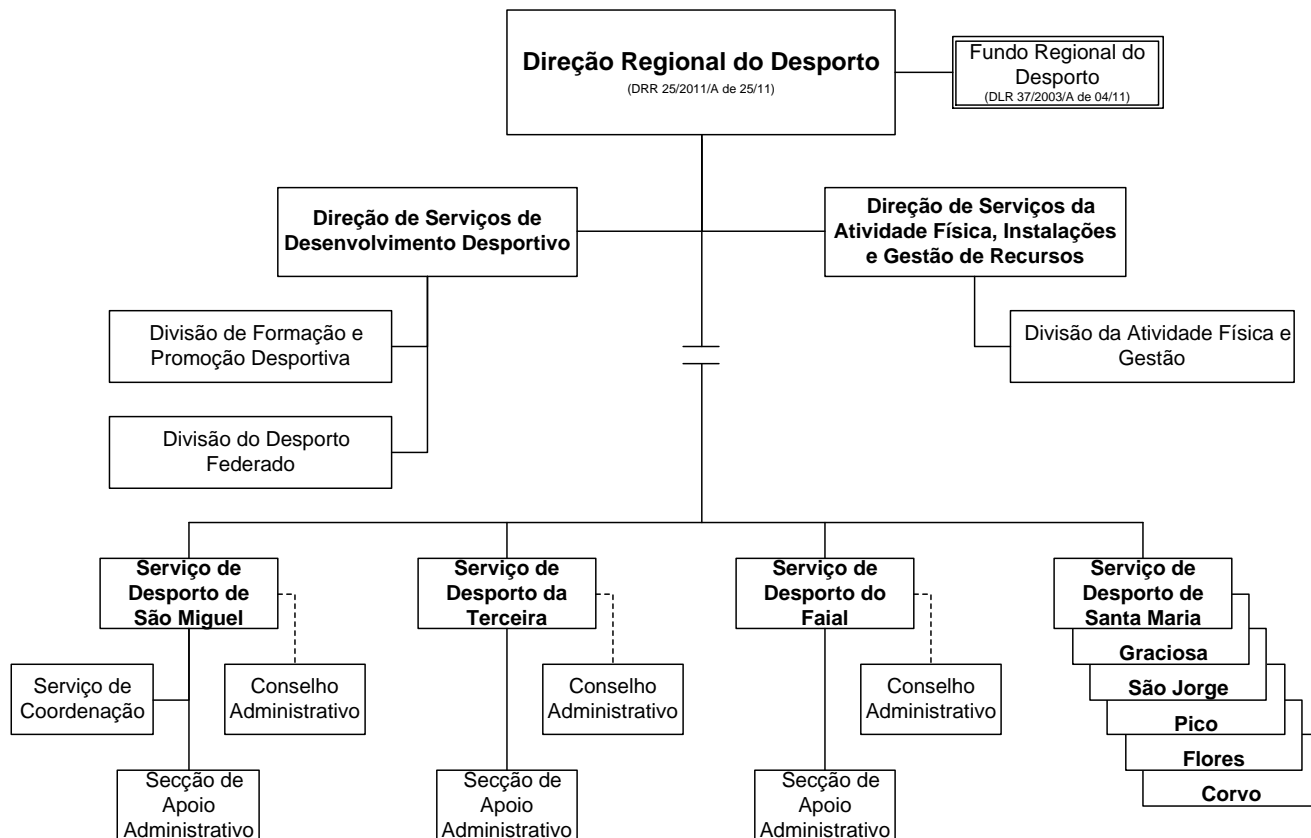 Direção Regional do Desporto
(DRR 25/2011/A de 25/11)
Fundo Regional do
Desporto
(DLR 37/2003/A de 04/11)
Direção de Serviços de
Desenvolvimento Desportivo
Direção de Serviços da
Atividade Física, Instalações
e Gestão de Recursos
Divisão de Formação e
Promoção Desportiva
Divisão da Atividade Física e
Gestão
Divisão do Desporto
Federado
Serviço de
Desporto de
São Miguel
Serviço de
Desporto da
Terceira
Serviço de
Desporto do
Faial
Serviço de
Desporto de
Santa Maria
Graciosa
São Jorge
Pico
Flores
Corvo
Serviço de
Coordenação
Conselho
Administrativo
Conselho
Administrativo
Conselho
Administrativo
Secção de
Apoio
Administrativo
Secção de
Apoio
Administrativo
Secção de
Apoio
Administrativo